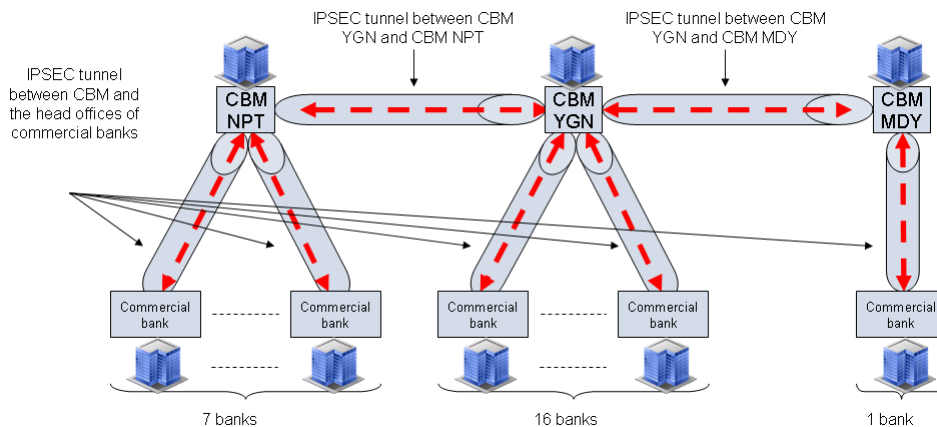 IPSEC tunnel between CBM
YGN and CBM NPT
IPSEC tunnel between CBM
YGN and CBM MDY
IPSEC tunnel
between CBM and
the head offices of
commercial banks
CBM
NPT
CBM
YGN
CBM
MDY
Commercial
bank
Commercial
bank
Commercial
bank
Commercial
bank
Commercial
bank
7 banks
16 banks
1 bank